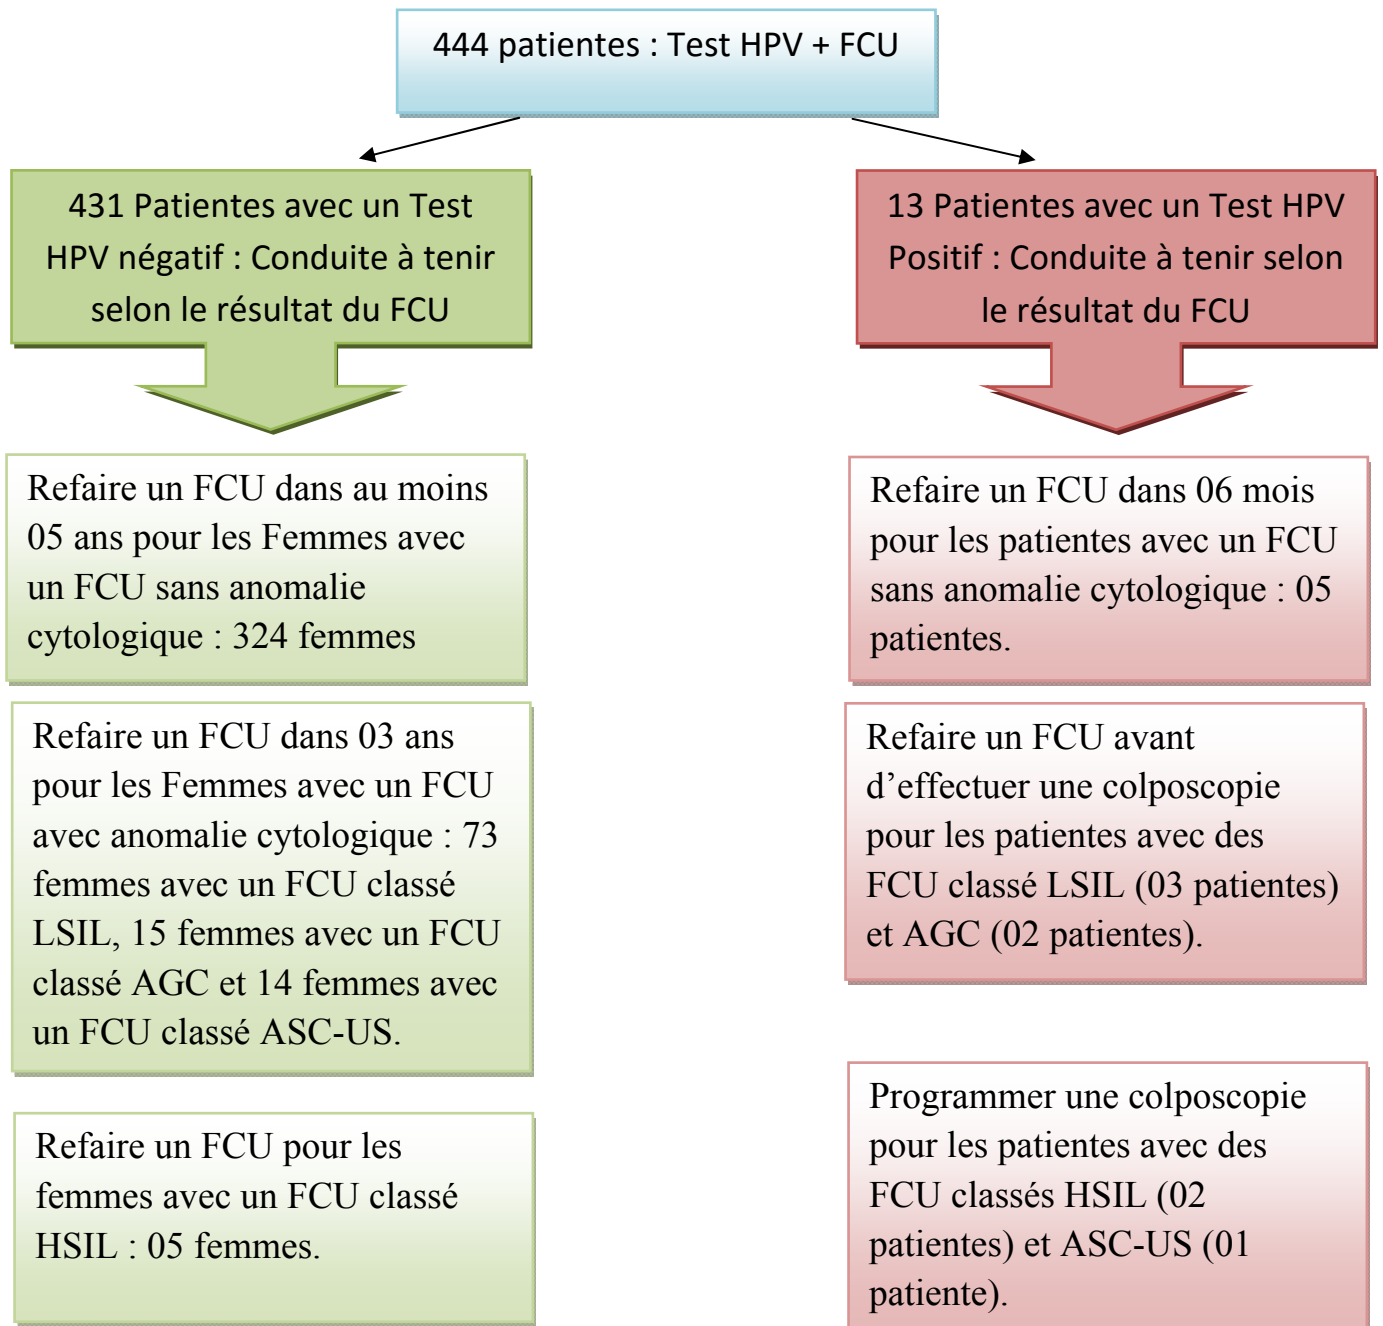 444 patientes : Test HPV + FCU
431 Patientes avec un Test
HPV négatif : Conduite à tenir
selon le résultat du FCU
13 Patientes avec un Test HPV
Positif : Conduite à tenir selon
le résultat du FCU
Refaire un FCU dans au moins
05 ans pour les Femmes avec
un FCU sans anomalie
cytologique : 324 femmes
Refaire un FCU dans 06 mois
pour les patientes avec un FCU
sans anomalie cytologique : 05
patientes.
Refaire un FCU dans 03 ans
pour les Femmes avec un FCU
avec anomalie cytologique : 73
femmes avec un FCU classé
LSIL, 15 femmes avec un FCU
classé AGC et 14 femmes avec
un FCU classé ASC-US.
Refaire un FCU avant
d’effectuer une colposcopie
pour les patientes avec des
FCU classé LSIL (03 patientes)
et AGC (02 patientes).
Refaire un FCU pour les
femmes avec un FCU classé
HSIL : 05 femmes.
Programmer une colposcopie
pour les patientes avec des
FCU classés HSIL (02
patientes) et ASC-US (01
patiente).